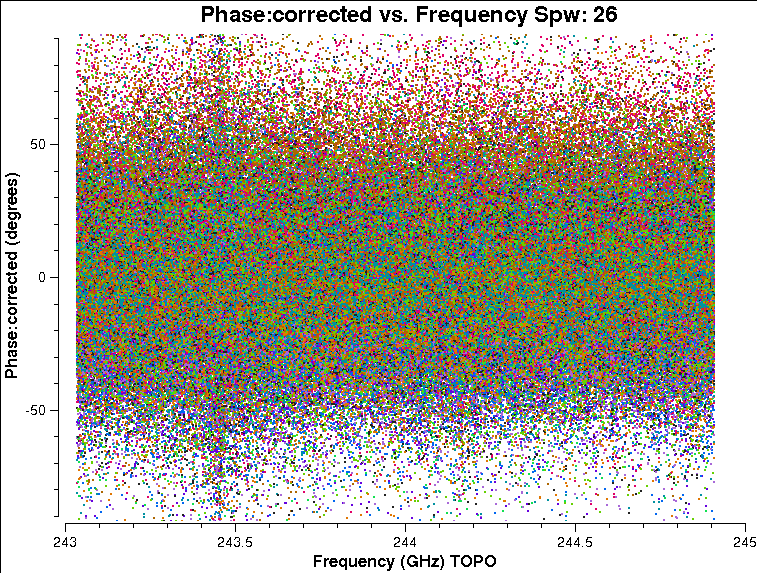 Phase:corrected vs. Frequency Spw: 26
Phase:corrected (degrees)
50
0
-50
243
243.5
244
244.5
245
Frequency (GHz) TOPO